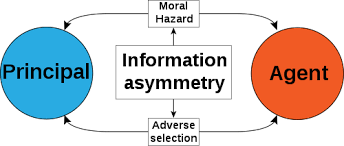 Moral
Hazard
Principal
Information
asymmetry
Agent
Adverse
selection